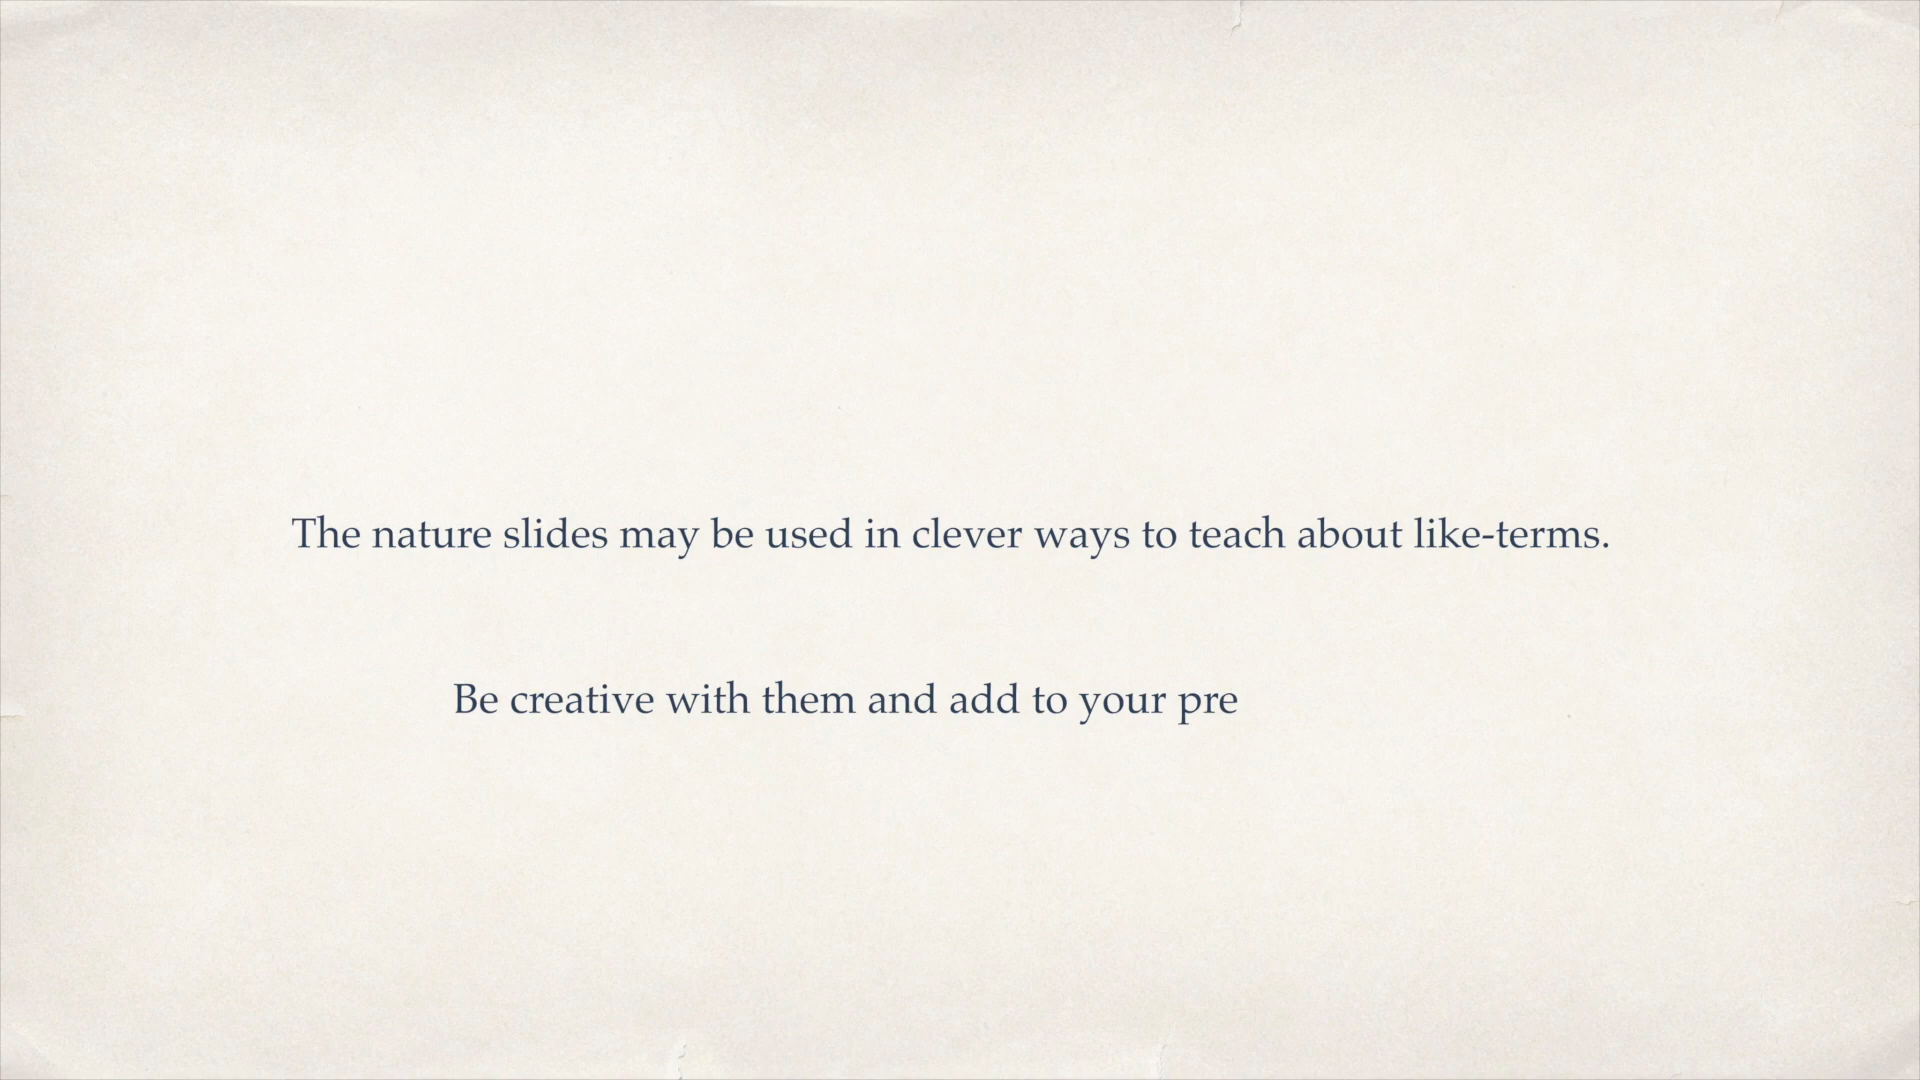 The nature slides may be used in clever ways to teach about like-terms.
Be creative with them and add to your pre